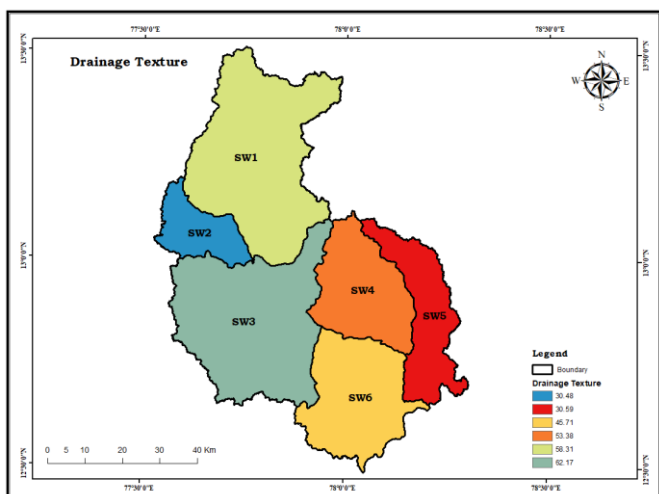 77°30'0"E 78°0'0"E 78°30'0"E
Drainage Texture
N
W E
S
13°30'0"N 13°30'0"N
SW1
SW2
13°0'0"N 13°0'0"N
SW4
SW3
SW5
SW6
Legend
Boundary
Drainage Texture
30.48
30.59
45.71
53.38
58.31
62.17
0 5 10 20 30 40 Km
12°30'0"N 12°30'0"N
77°30'0"E 78°0'0"E 78°30'0"E